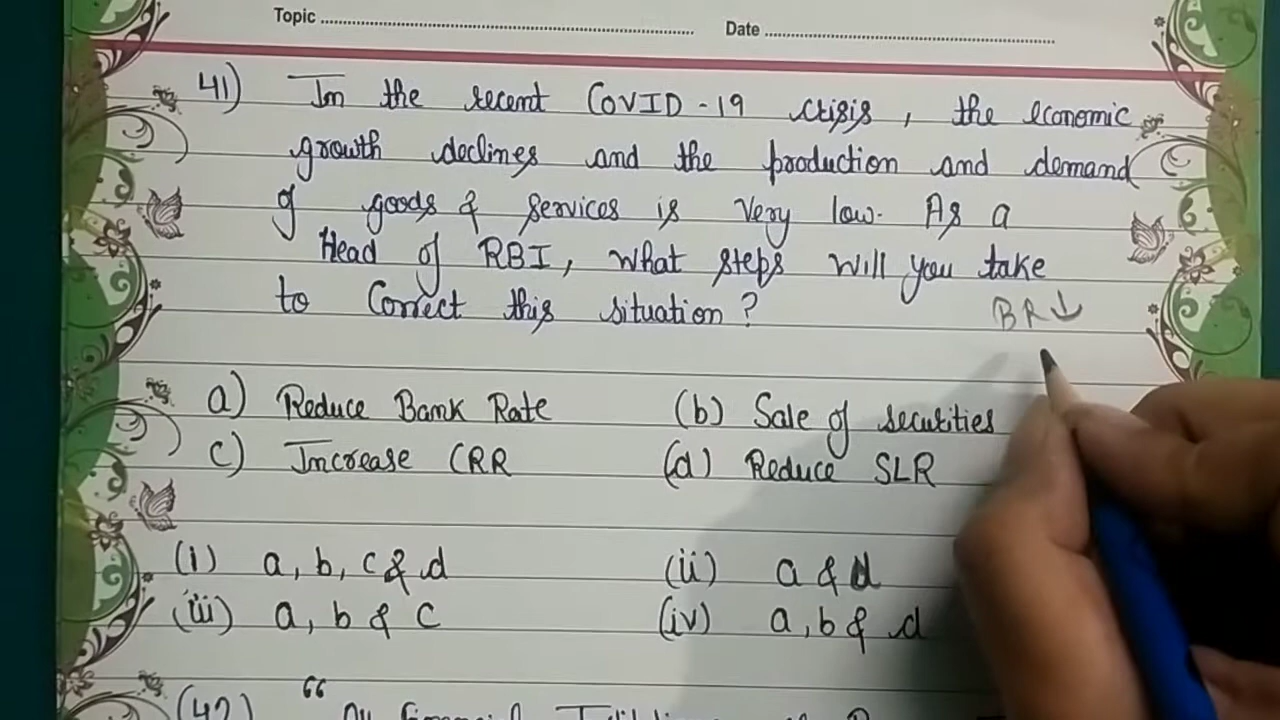 Topic ........ Date ........
41) In the recent COVID-19 crisis, the economic
growth declines and the production and demand
of goods & services is very low. As a
Head of RBI, what steps will you take
to Correct this situation?
BR↓
a) Reduce Bank Rate (b) Sale of securities
c) Increase CRR (d) Reduce SLR
(i) a, b, c & d (ii) a & d
(iii) a, b & c (iv) a, b & d
(42) "